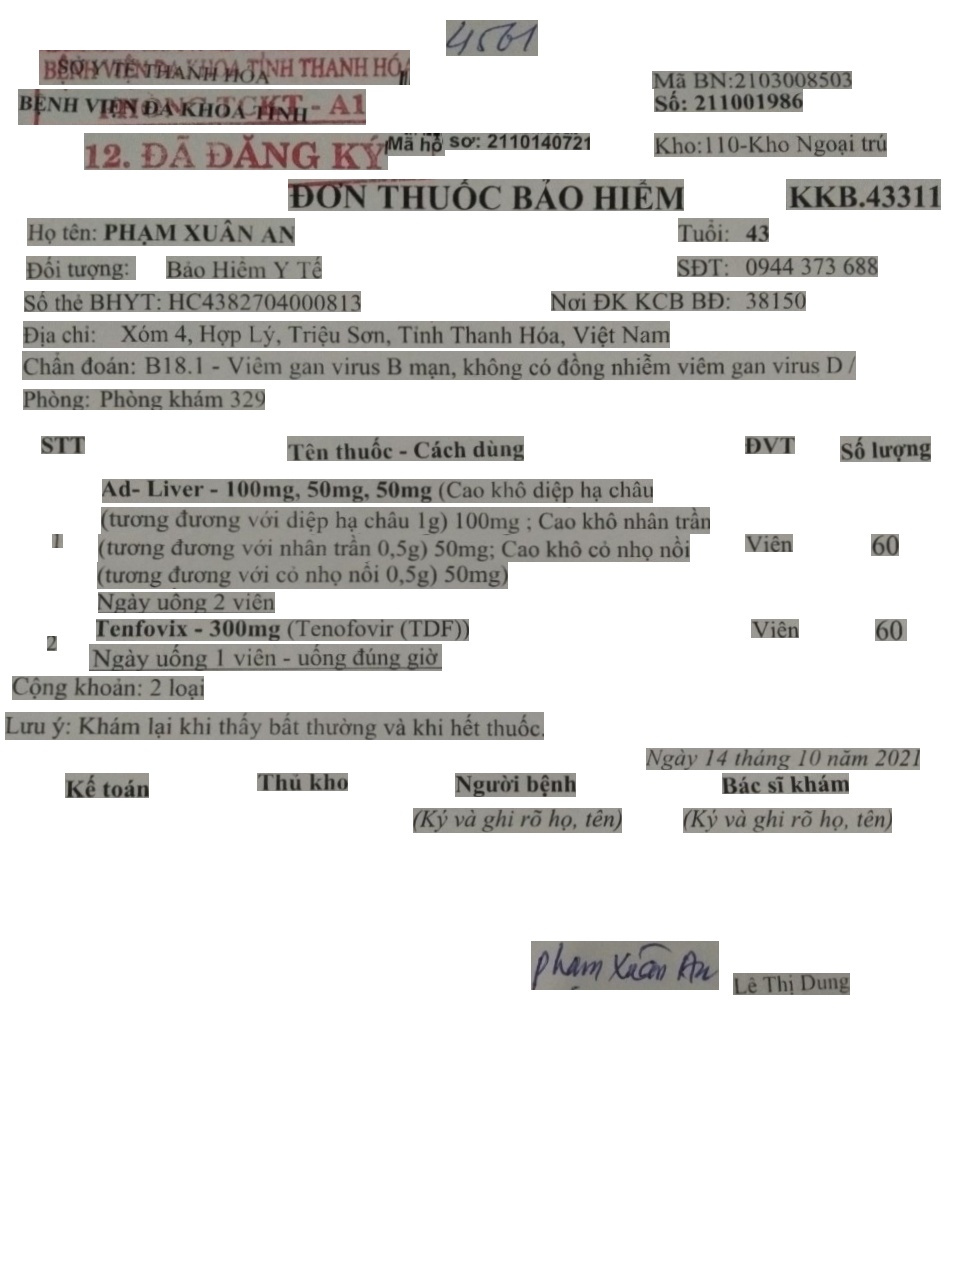 4561
SỞ Y TẾ THANH HÓA
BỆNH VIỆN ĐA KHOA TỈNH THANH HÓA
Mã BN:2103008503
BỆNH VIỆN ĐA KHOA TỈNH
PHÒNG TCKT - A1
Số: 211001986
12. ĐÃ ĐĂNG KÝ
Mã hồ sơ: 2110140721
Kho:110-Kho Ngoại trú
ĐƠN THUỐC BẢO HIỂM
KKB.43311
Họ tên: PHẠM XUÂN AN
Tuổi: 43
Đối tượng: Bảo Hiểm Y Tế
SĐT: 0944 373 688
Số thẻ BHYT: HC4382704000813
Nơi ĐK KCB BĐ: 38150
Địa chỉ: Xóm 4, Hợp Lý, Triệu Sơn, Tỉnh Thanh Hóa, Việt Nam
Chẩn đoán: B18.1 - Viêm gan virus B mạn, không có đồng nhiễm viêm gan virus D /
Phòng: Phòng khám 329
STT Tên thuốc - Cách dùng ĐVT Số lượng
Ad- Liver - 100mg, 50mg, 50mg (Cao khô diệp hạ châu
(tương đương với diệp hạ châu 1g) 100mg ; Cao khô nhân trần
1 (tương đương với nhân trần 0,5g) 50mg; Cao khô cỏ nhọ nồi Viên 60
(tương đương với cỏ nhọ nồi 0,5g) 50mg)
Ngày uống 2 viên
2 Tenfovix - 300mg (Tenofovir (TDF)) Viên 60
Ngày uống 1 viên - uống đúng giờ
Cộng khoản: 2 loại
Lưu ý: Khám lại khi thấy bất thường và khi hết thuốc.
Ngày 14 tháng 10 năm 2021
Kế toán Thủ kho Người bệnh Bác sĩ khám
(Ký và ghi rõ họ, tên) (Ký và ghi rõ họ, tên)
Phạm Xuân An
Lê Thị Dung